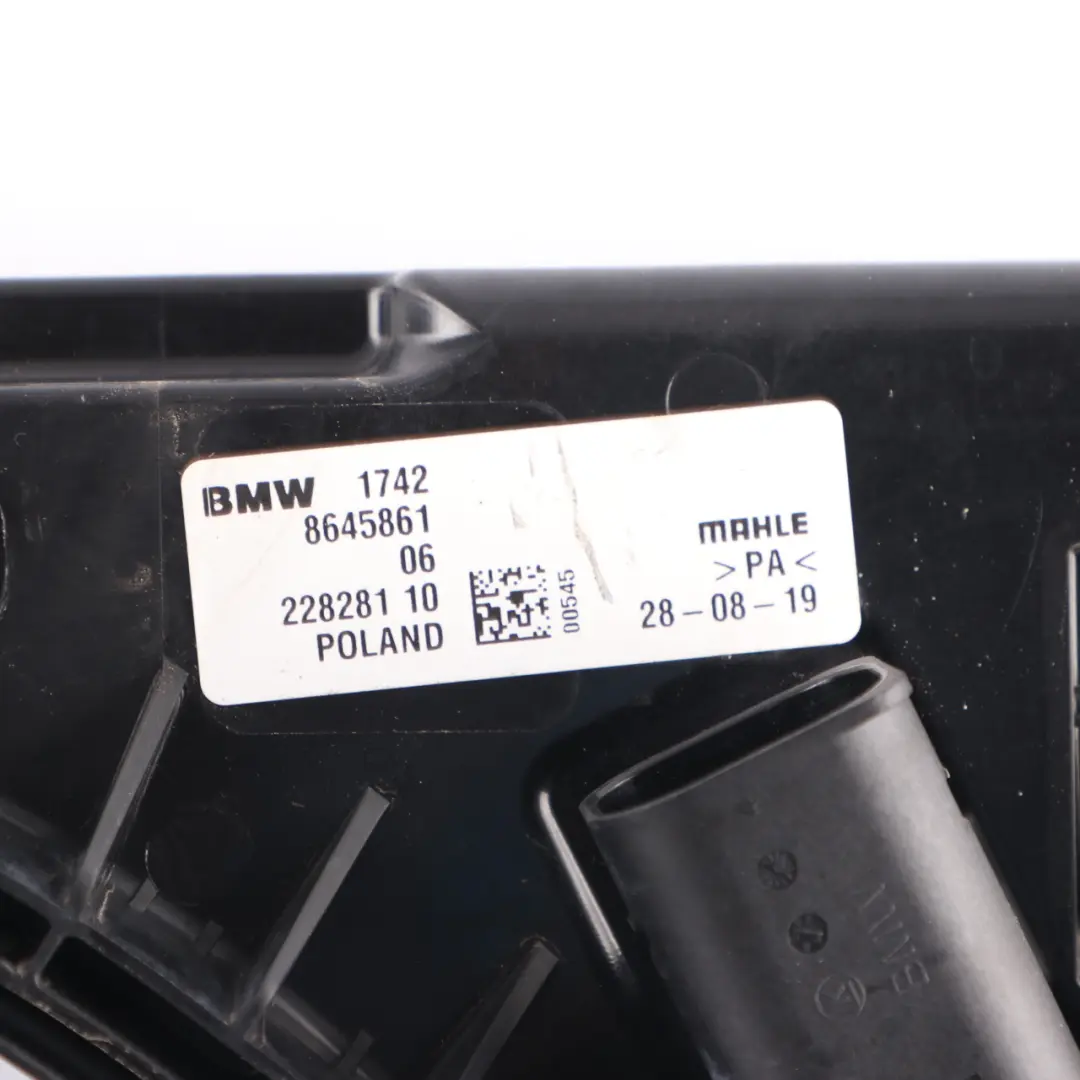 BMW 1742
8645861
06
228281 10
POLAND
00545
MAHLE
>PA<
28-08-19